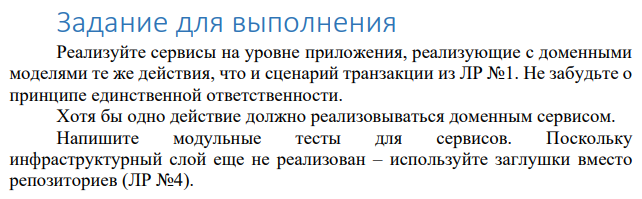 Задание для выполнения
Реализуйте сервисы на уровне приложения, реализующие с доменными
моделями те же действия, что и сценарий транзакции из ЛР №1. Не забудьте о
принципе единственной ответственности.
Хотя бы одно действие должно реализовываться доменным сервисом.
Напишите модульные тесты для сервисов. Поскольку
инфраструктурный слой еще не реализован – используйте заглушки вместо
репозиториев (ЛР №4).